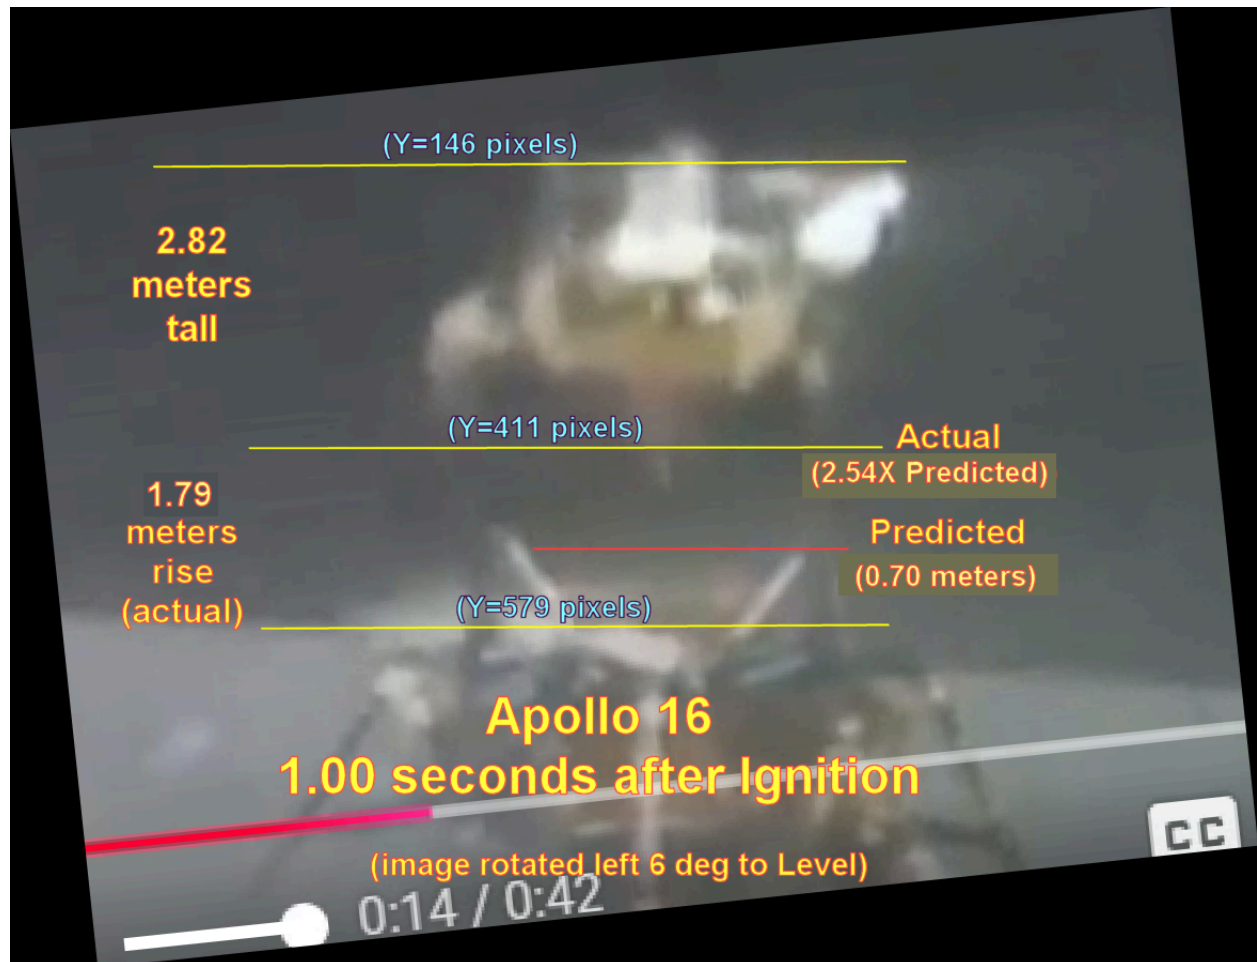 (Y=146 pixels)
2.82
meters
tall
(Y=411 pixels)
Actual
(2.54X Predicted)
1.79
meters
rise
(actual)
Predicted
(0.70 meters)
(Y=579 pixels)
Apollo 16
1.00 seconds after Ignition
CC
(image rotated left 6 deg to Level)
0:14 / 0:42